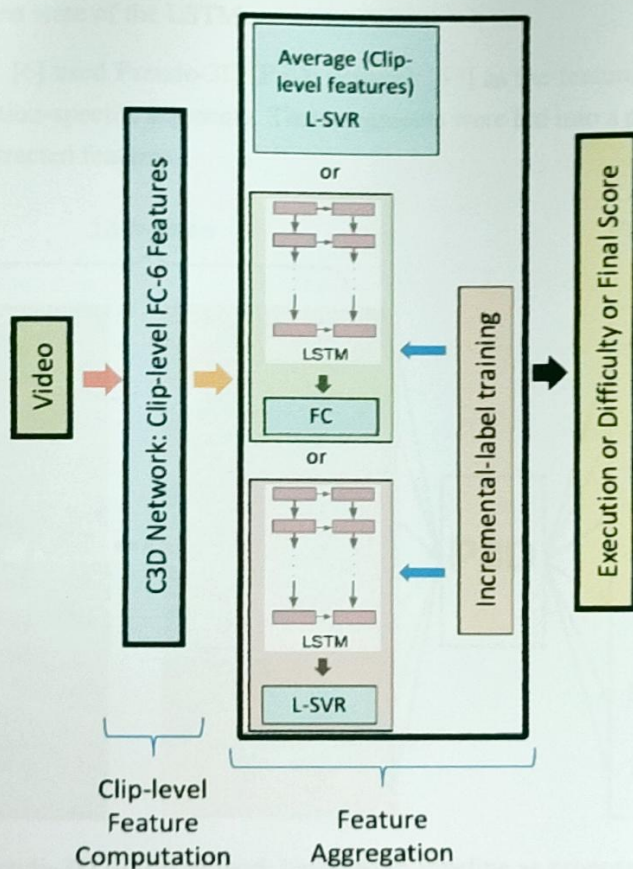 Video
C3D Network: Clip-level FC-6 Features
Average (Clip-
level features)
L-SVR
or
LSTM
FC
or
LSTM
L-SVR
Incremental-label training
Execution or Difficulty or Final Score
Clip-level
Feature
Computation
Feature
Aggregation